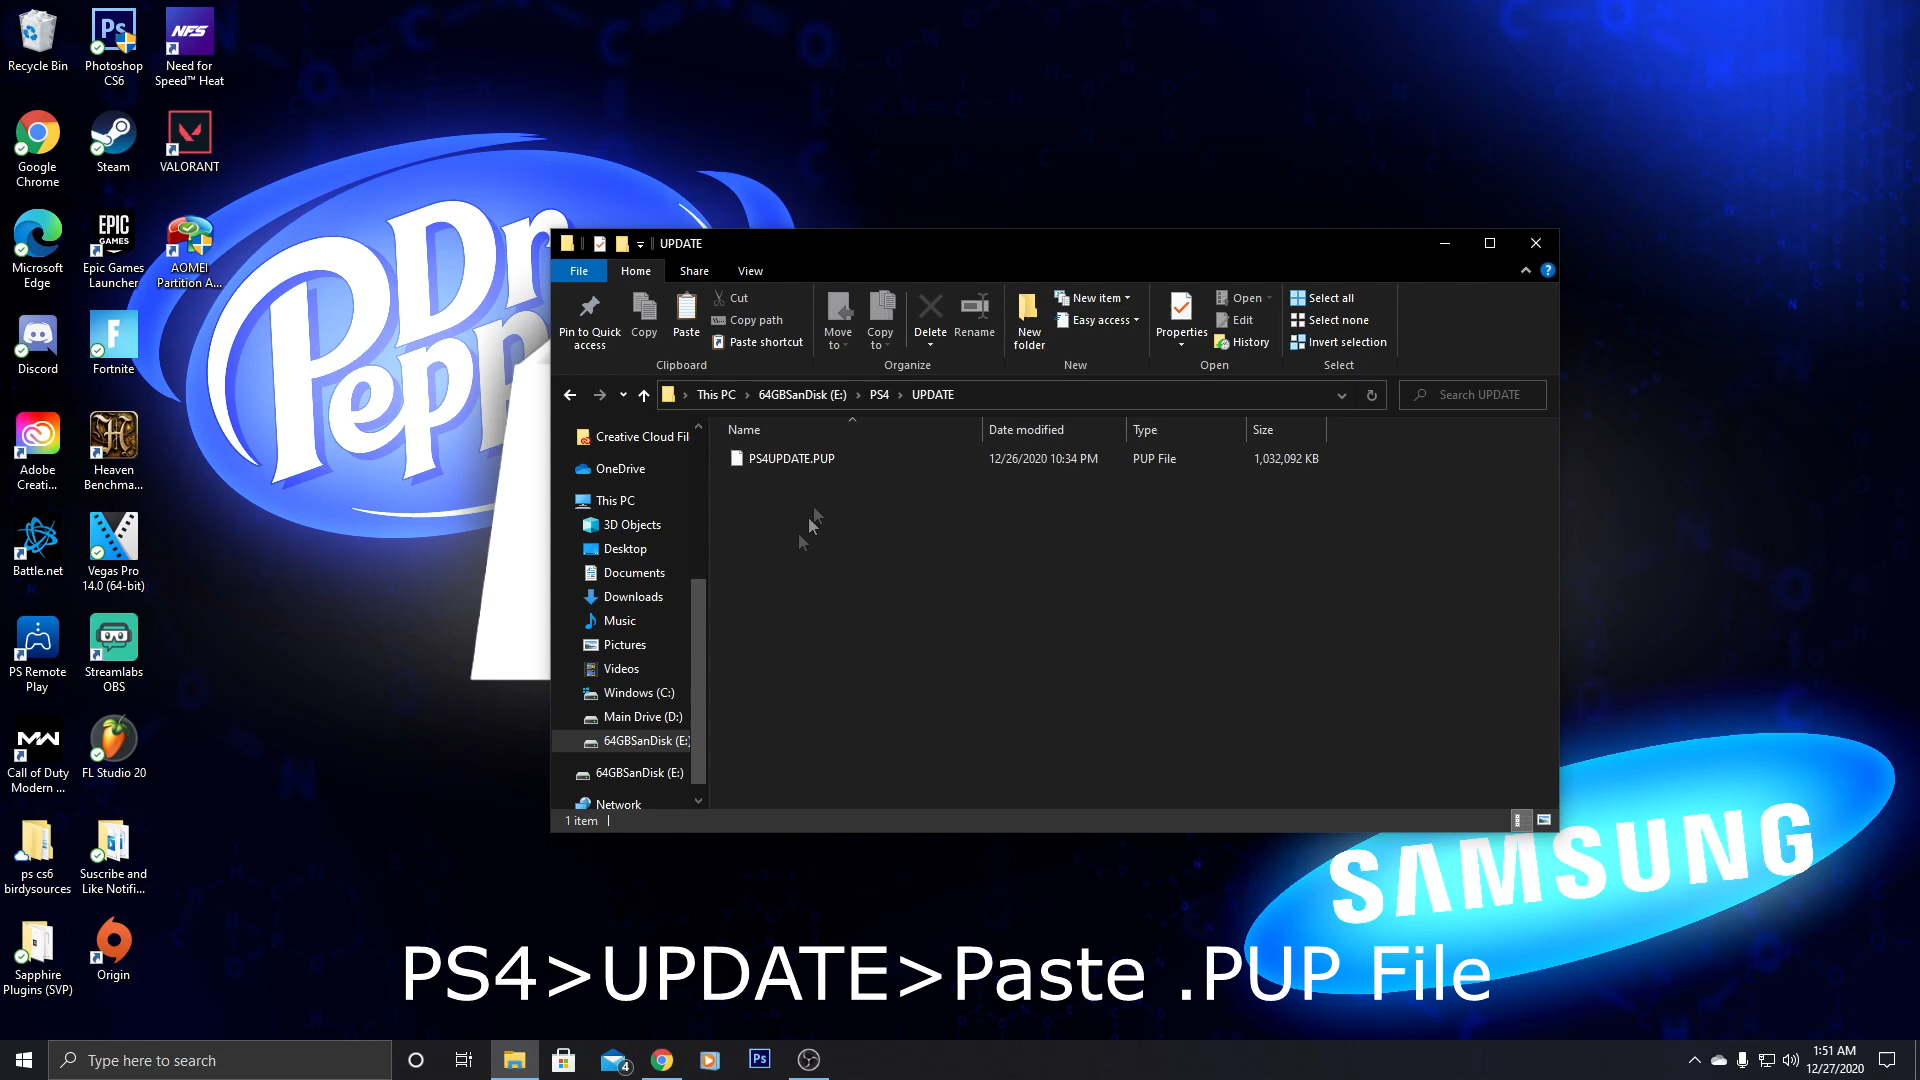 Recycle Bin
Photoshop
CS6
NFS
Need for
Speed™ Heat
Google
Chrome
Steam
VALORANT
Microsoft
Edge
EPIC
GAMES
Epic Games
Launcher
AOMEI
Partition A...
Discord
Fortnite
Adobe
Creati...
Heaven
Benchma...
Battle.net
Vegas Pro
14.0 (64-bit)
PS Remote
Play
Streamlabs
OBS
Call of Duty
Modern ...
FL Studio 20
ps cs6
birdysources
Suscribe and
Like Notifi...
Sapphire
Plugins (SVP)
Origin
Dr
Pepp
UPDATE
File
Home
Share
View
Pin to Quick
access
Copy
Paste
Cut
Copy path
Paste shortcut
Clipboard
Move
to
Copy
to
Delete
Rename
Organize
New
folder
New item
Easy access
New
Properties
Open
Edit
History
Open
Select all
Select none
Invert selection
Select
This PC > 64GBSanDisk (E:) > PS4 > UPDATE
Search UPDATE
Name
Date modified
Type
Size
PS4UPDATE.PUP
12/26/2020 10:34 PM
PUP File
1,032,092 KB
Creative Cloud Fil
OneDrive
This PC
3D Objects
Desktop
Documents
Downloads
Music
Pictures
Videos
Windows (C:)
Main Drive (D:)
64GBSanDisk (E:)
64GBSanDisk (E:)
Network
1 item
SAMSUNG
PS4>UPDATE>Paste .PUP File
Type here to search
4
Ps
1:51 AM
12/27/2020